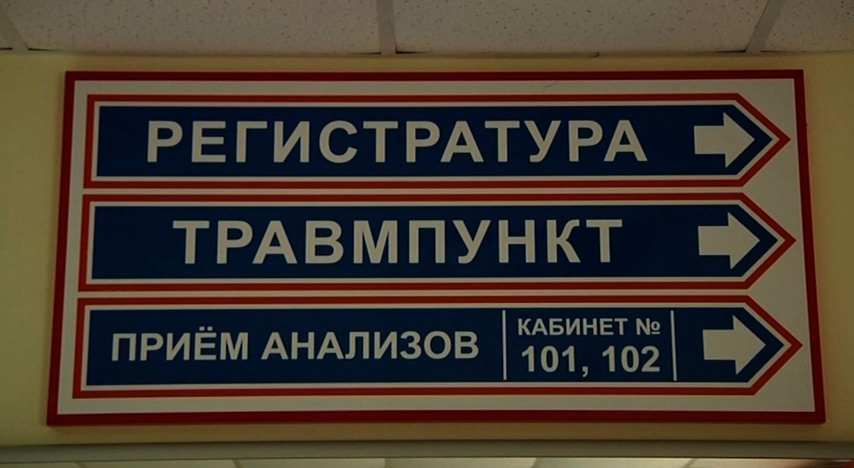 РЕГИСТРАТУРА
ТРАВМПУНКТ
ПРИЁМ АНАЛИЗОВ
КАБИНЕТ №
101, 102